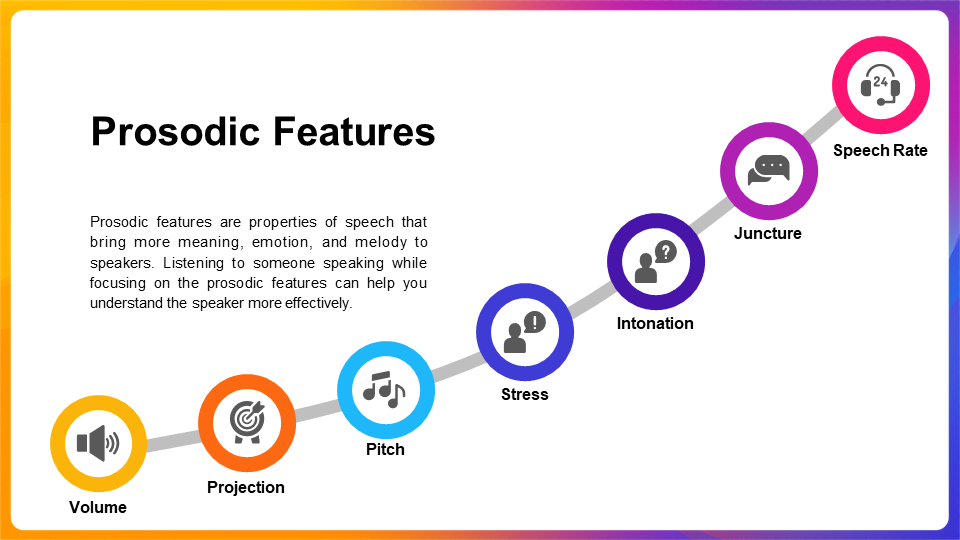 Prosodic Features
Prosodic features are properties of speech that
bring more meaning, emotion, and melody to
speakers. Listening to someone speaking while
focusing on the prosodic features can help you
understand the speaker more effectively.
Volume
Projection
Pitch
Stress
!
Intonation
?
Juncture
Speech Rate
24